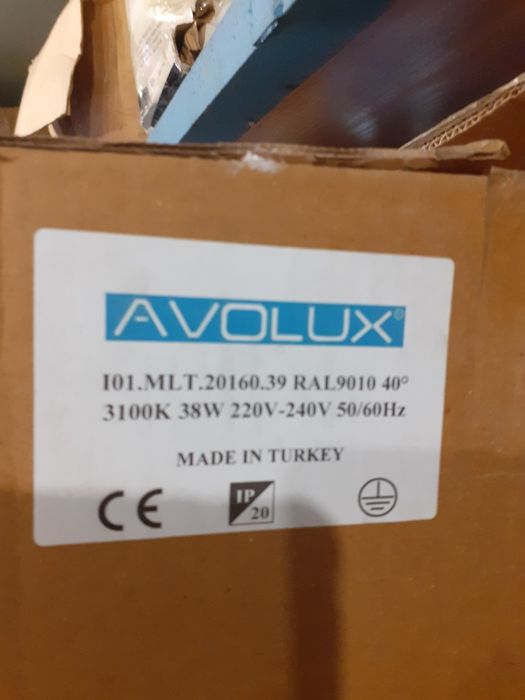 AVOLUX®
I01.MLT.20160.39 RAL9010 40°
3100K 38W 220V-240V 50/60Hz
MADE IN TURKEY
CE
IP
20